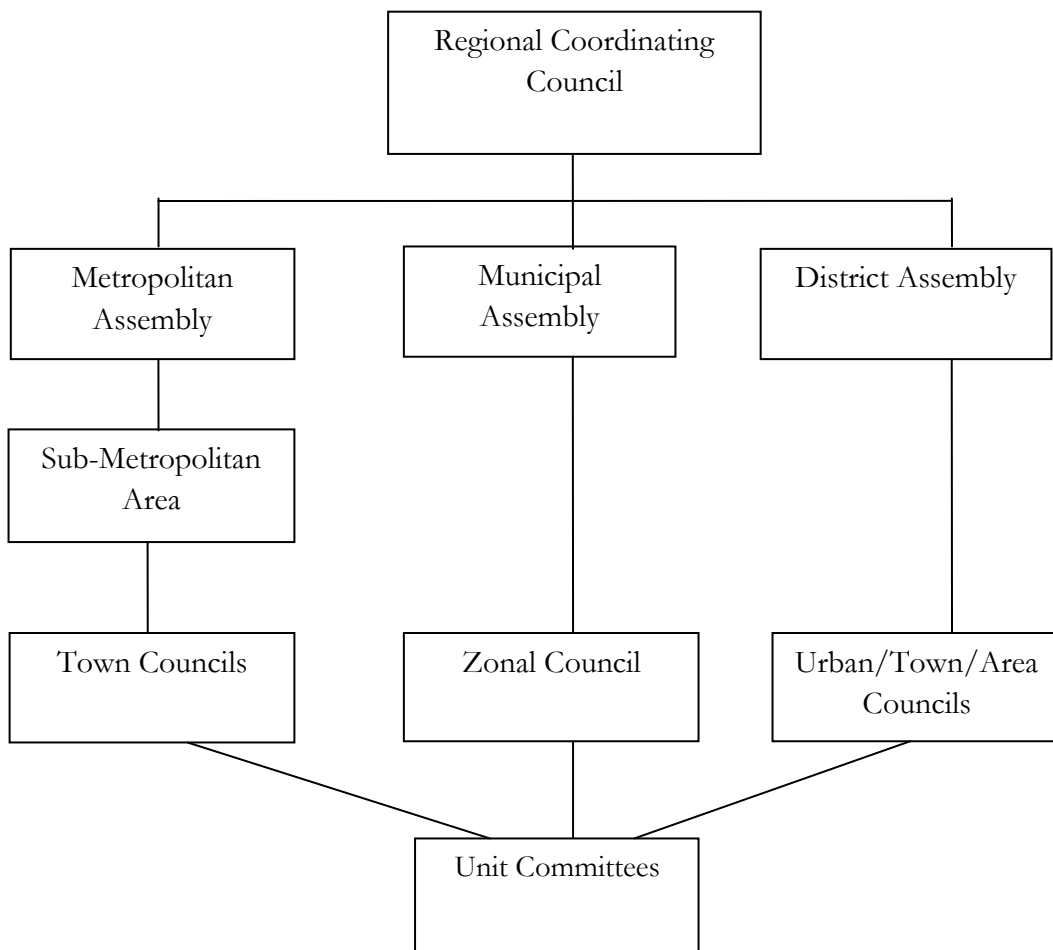 Regional Coordinating
Council
Metropolitan
Assembly
Municipal
Assembly
District Assembly
Sub-Metropolitan
Area
Town Councils
Zonal Council
Urban/Town/Area
Councils
Unit Committees